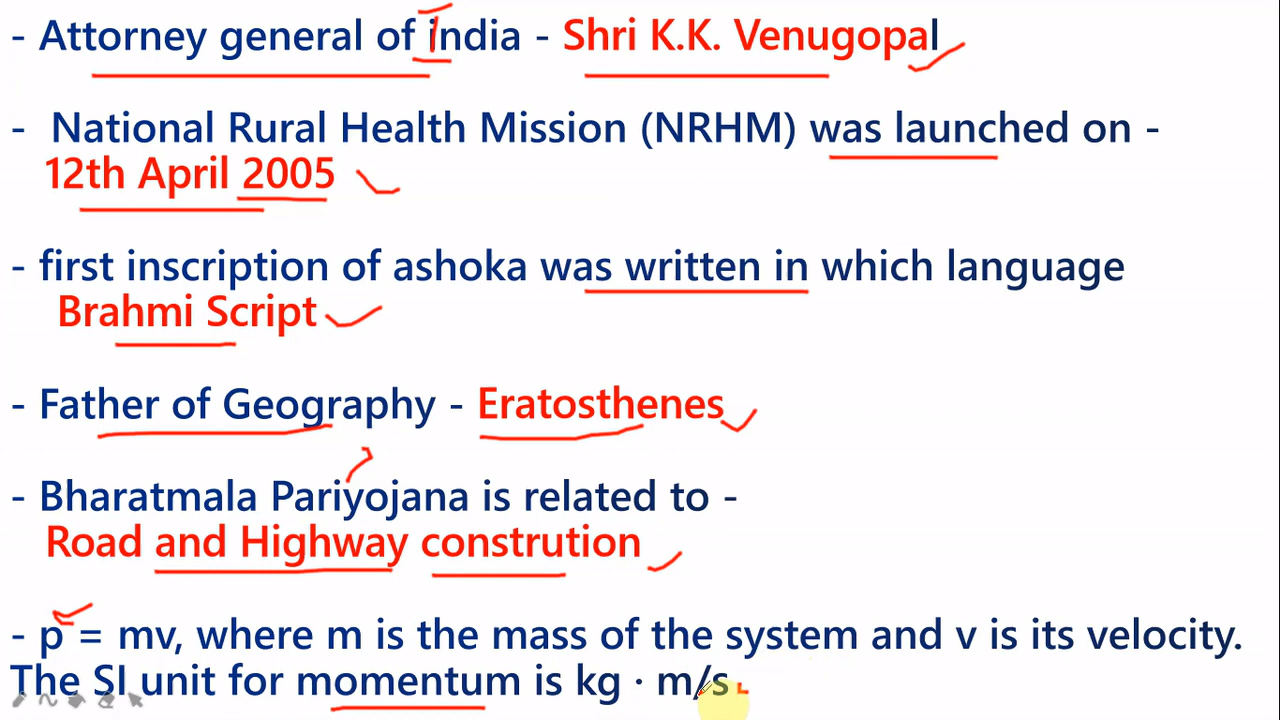 - Attorney general of india - Shri K.K. Venugopal
- National Rural Health Mission (NRHM) was launched on -
12th April 2005
- first inscription of ashoka was written in which language
Brahmi Script
- Father of Geography - Eratosthenes
- Bharatmala Pariyojana is related to -
Road and Highway constrution
- p = mv, where m is the mass of the system and v is its velocity.
The SI unit for momentum is kg · m/s